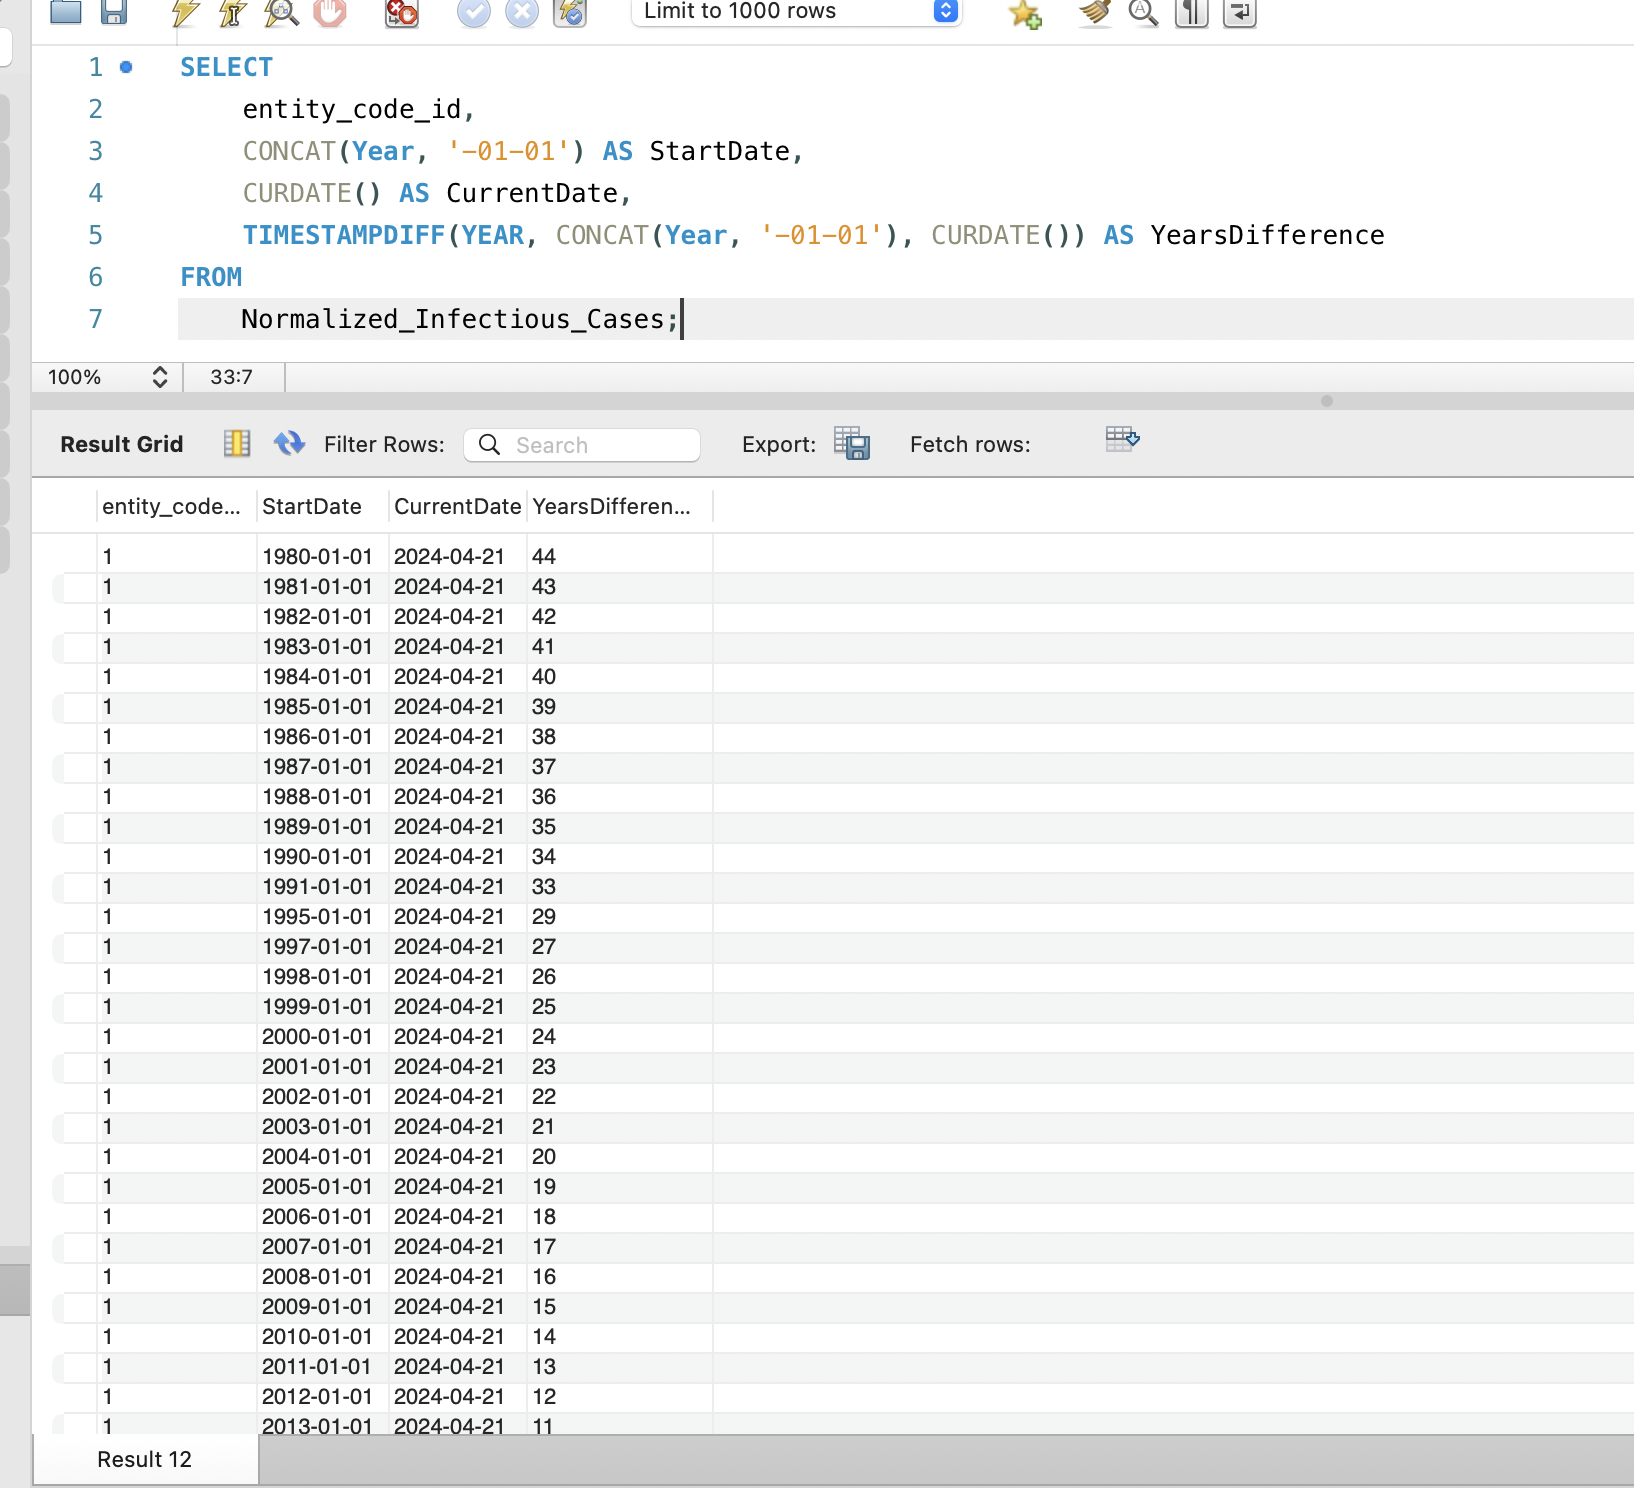 Limit to 1000 rows
1 SELECT
2 entity_code_id,
3 CONCAT(Year, '-01-01') AS StartDate,
4 CURDATE() AS CurrentDate,
5 TIMESTAMPDIFF(YEAR, CONCAT(Year, '-01-01'), CURDATE()) AS YearsDifference
6 FROM
7 Normalized_Infectious_Cases;
100% 33:7
Result Grid Filter Rows: Search Export: Fetch rows:
entity_code... StartDate CurrentDate YearsDifferen...
1 1980-01-01 2024-04-21 44
1 1981-01-01 2024-04-21 43
1 1982-01-01 2024-04-21 42
1 1983-01-01 2024-04-21 41
1 1984-01-01 2024-04-21 40
1 1985-01-01 2024-04-21 39
1 1986-01-01 2024-04-21 38
1 1987-01-01 2024-04-21 37
1 1988-01-01 2024-04-21 36
1 1989-01-01 2024-04-21 35
1 1990-01-01 2024-04-21 34
1 1991-01-01 2024-04-21 33
1 1995-01-01 2024-04-21 29
1 1997-01-01 2024-04-21 27
1 1998-01-01 2024-04-21 26
1 1999-01-01 2024-04-21 25
1 2000-01-01 2024-04-21 24
1 2001-01-01 2024-04-21 23
1 2002-01-01 2024-04-21 22
1 2003-01-01 2024-04-21 21
1 2004-01-01 2024-04-21 20
1 2005-01-01 2024-04-21 19
1 2006-01-01 2024-04-21 18
1 2007-01-01 2024-04-21 17
1 2008-01-01 2024-04-21 16
1 2009-01-01 2024-04-21 15
1 2010-01-01 2024-04-21 14
1 2011-01-01 2024-04-21 13
1 2012-01-01 2024-04-21 12
1 2013-01-01 2024-04-21 11
Result 12